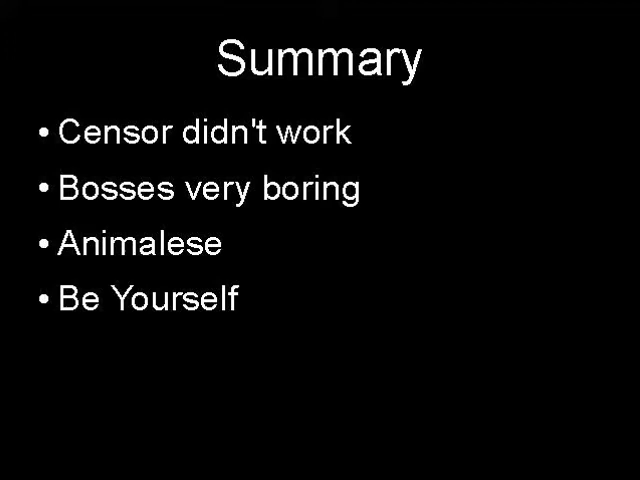 Summary
• Censor didn't work
• Bosses very boring
• Animalese
• Be Yourself